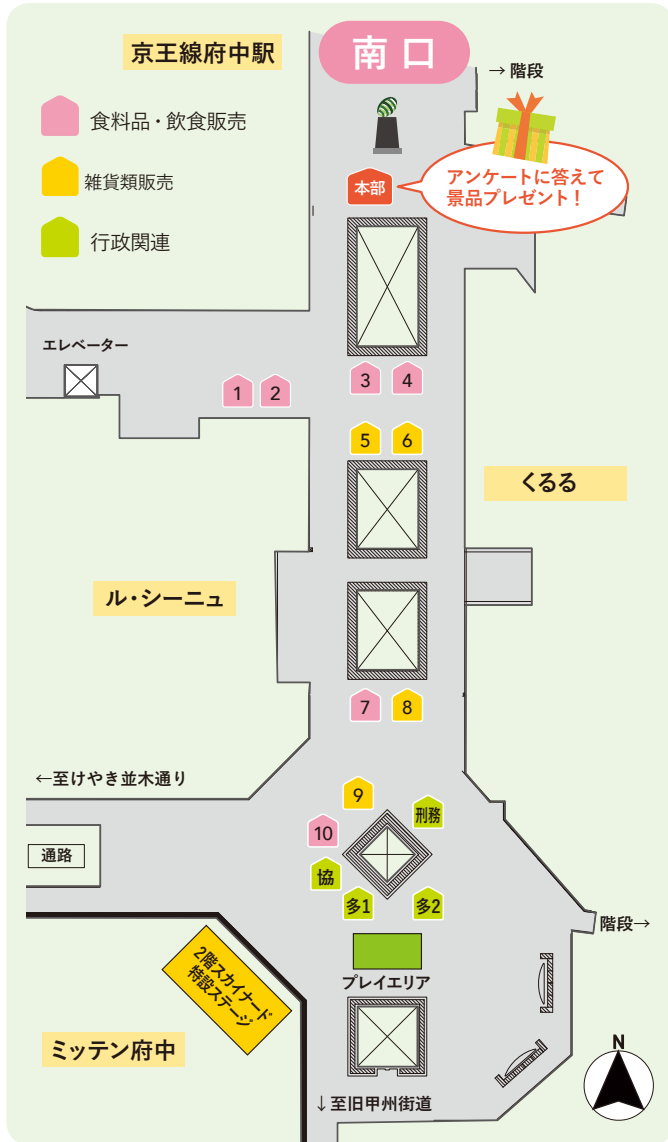 京王線府中駅
南口
→ 階段
食料品・飲食販売
雑貨類販売
行政関連
本部
アンケートに答えて
景品プレゼント!
エレベーター
1
2
3
4
5
6
くるる
ル・シーニュ
7
8
←至けやき並木通り
9
刑務
10
通路
協
多1
多2
階段→
2階スカイナード
特設ステージ
プレイエリア
ミッテン府中
N
↓至旧甲州街道